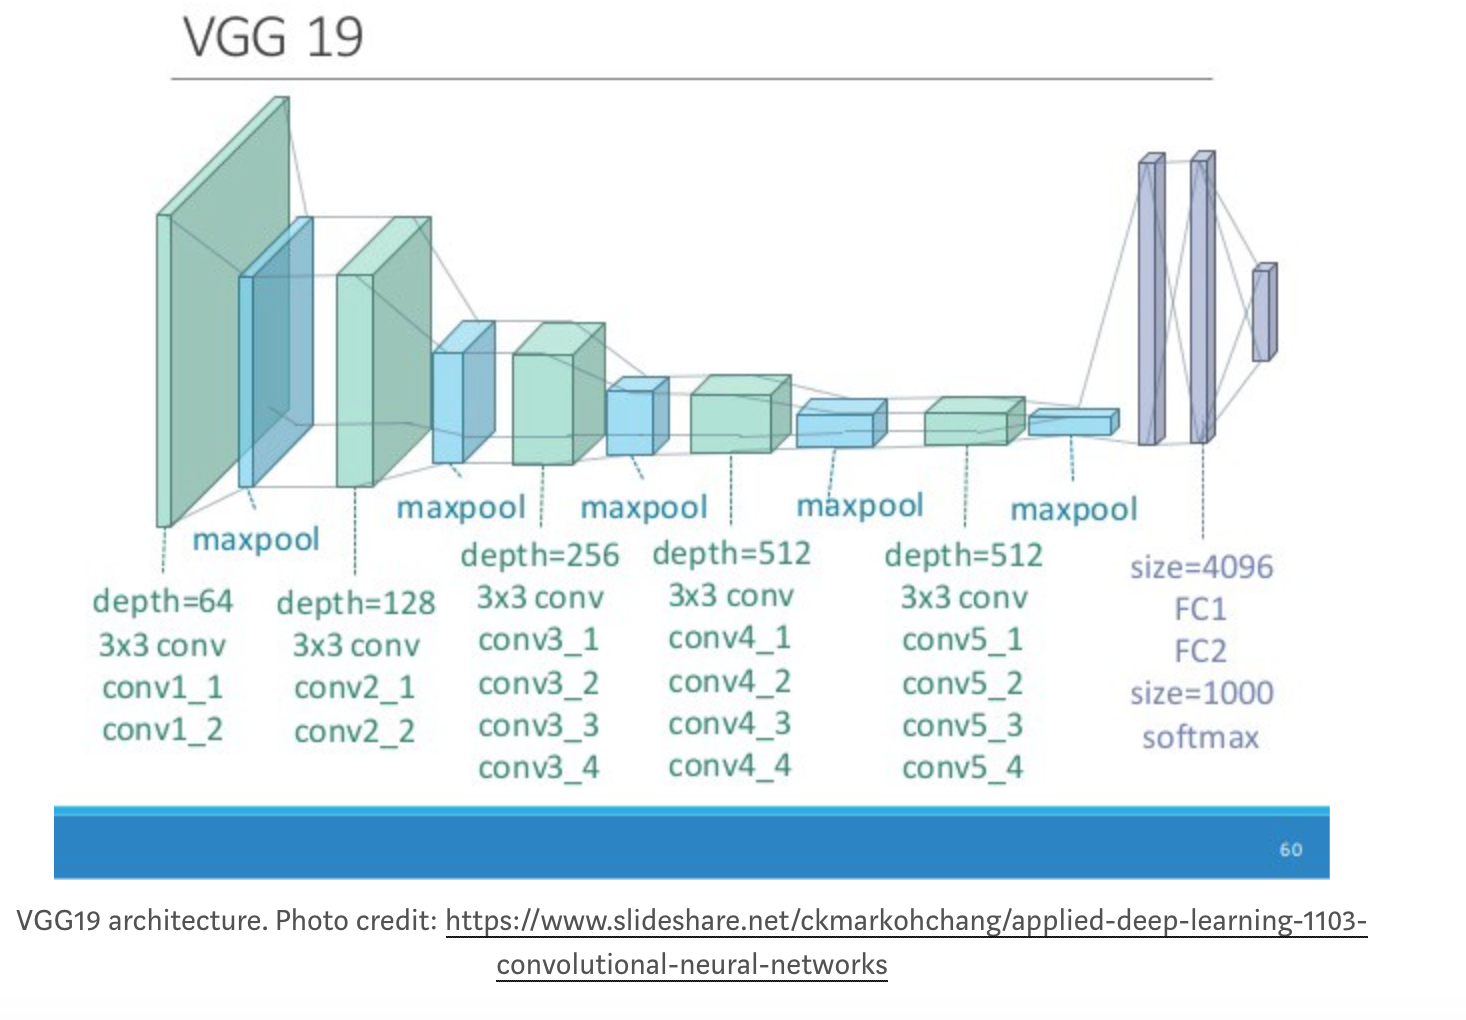 VGG 19
maxpool
maxpool
maxpool
maxpool
maxpool
depth=64
3x3 conv
conv1_1
conv1_2
depth=128
3x3 conv
conv2_1
conv2_2
depth=256
3x3 conv
conv3_1
conv3_2
conv3_3
conv3_4
depth=512
3x3 conv
conv4_1
conv4_2
conv4_3
conv4_4
depth=512
3x3 conv
conv5_1
conv5_2
conv5_3
conv5_4
size=4096
FC1
FC2
size=1000
softmax
60
VGG19 architecture. Photo credit: https://www.slideshare.net/ckmarkohchang/applied-deep-learning-1103-
convolutional-neural-networks